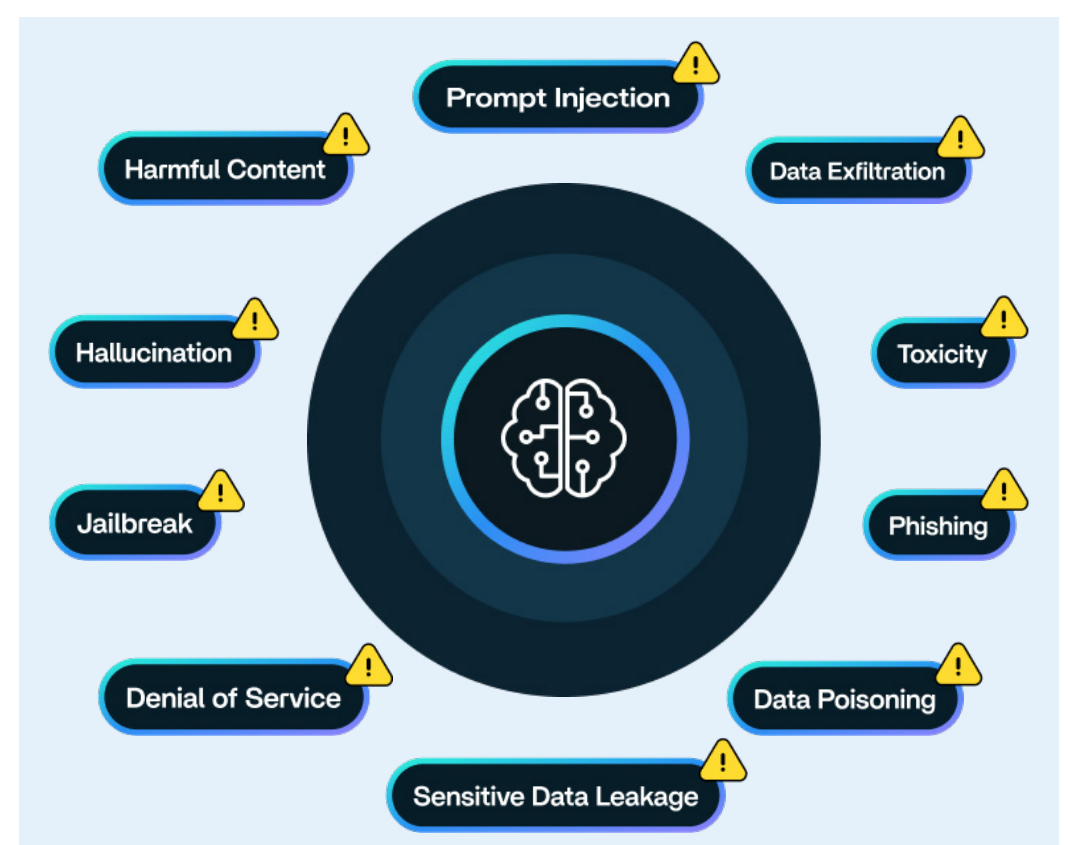 Prompt Injection
Harmful Content
Data Exfiltration
Hallucination
Toxicity
Jailbreak
Phishing
Denial of Service
Data Poisoning
Sensitive Data Leakage